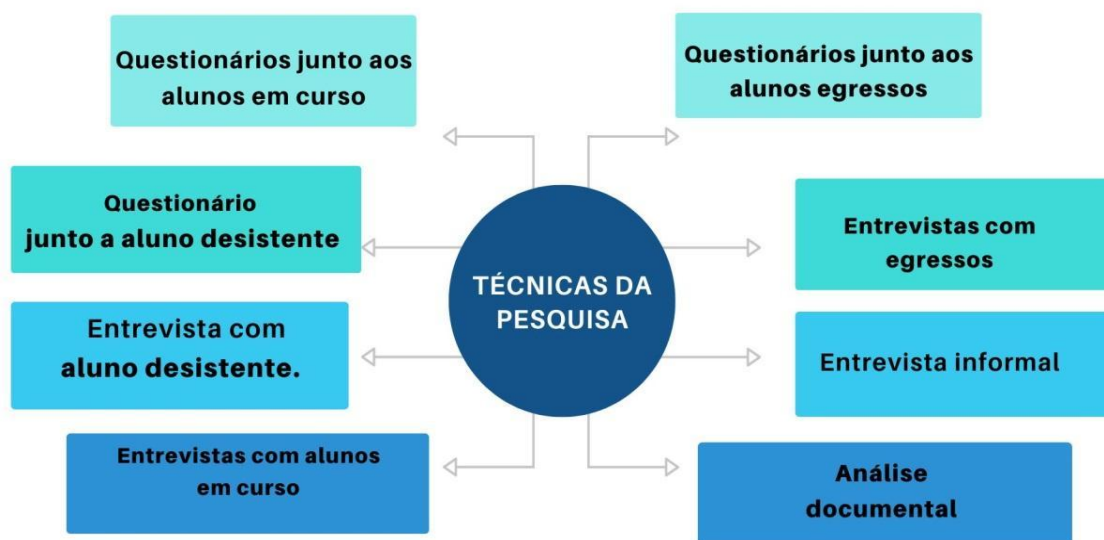 Questionários junto aos
alunos em curso
Questionários junto aos
alunos egressos
Questionário
junto a aluno desistente
Entrevistas com
egressos
TÉCNICAS DA
PESQUISA
Entrevista com
aluno desistente.
Entrevista informal
Entrevistas com alunos
em curso
Análise
documental